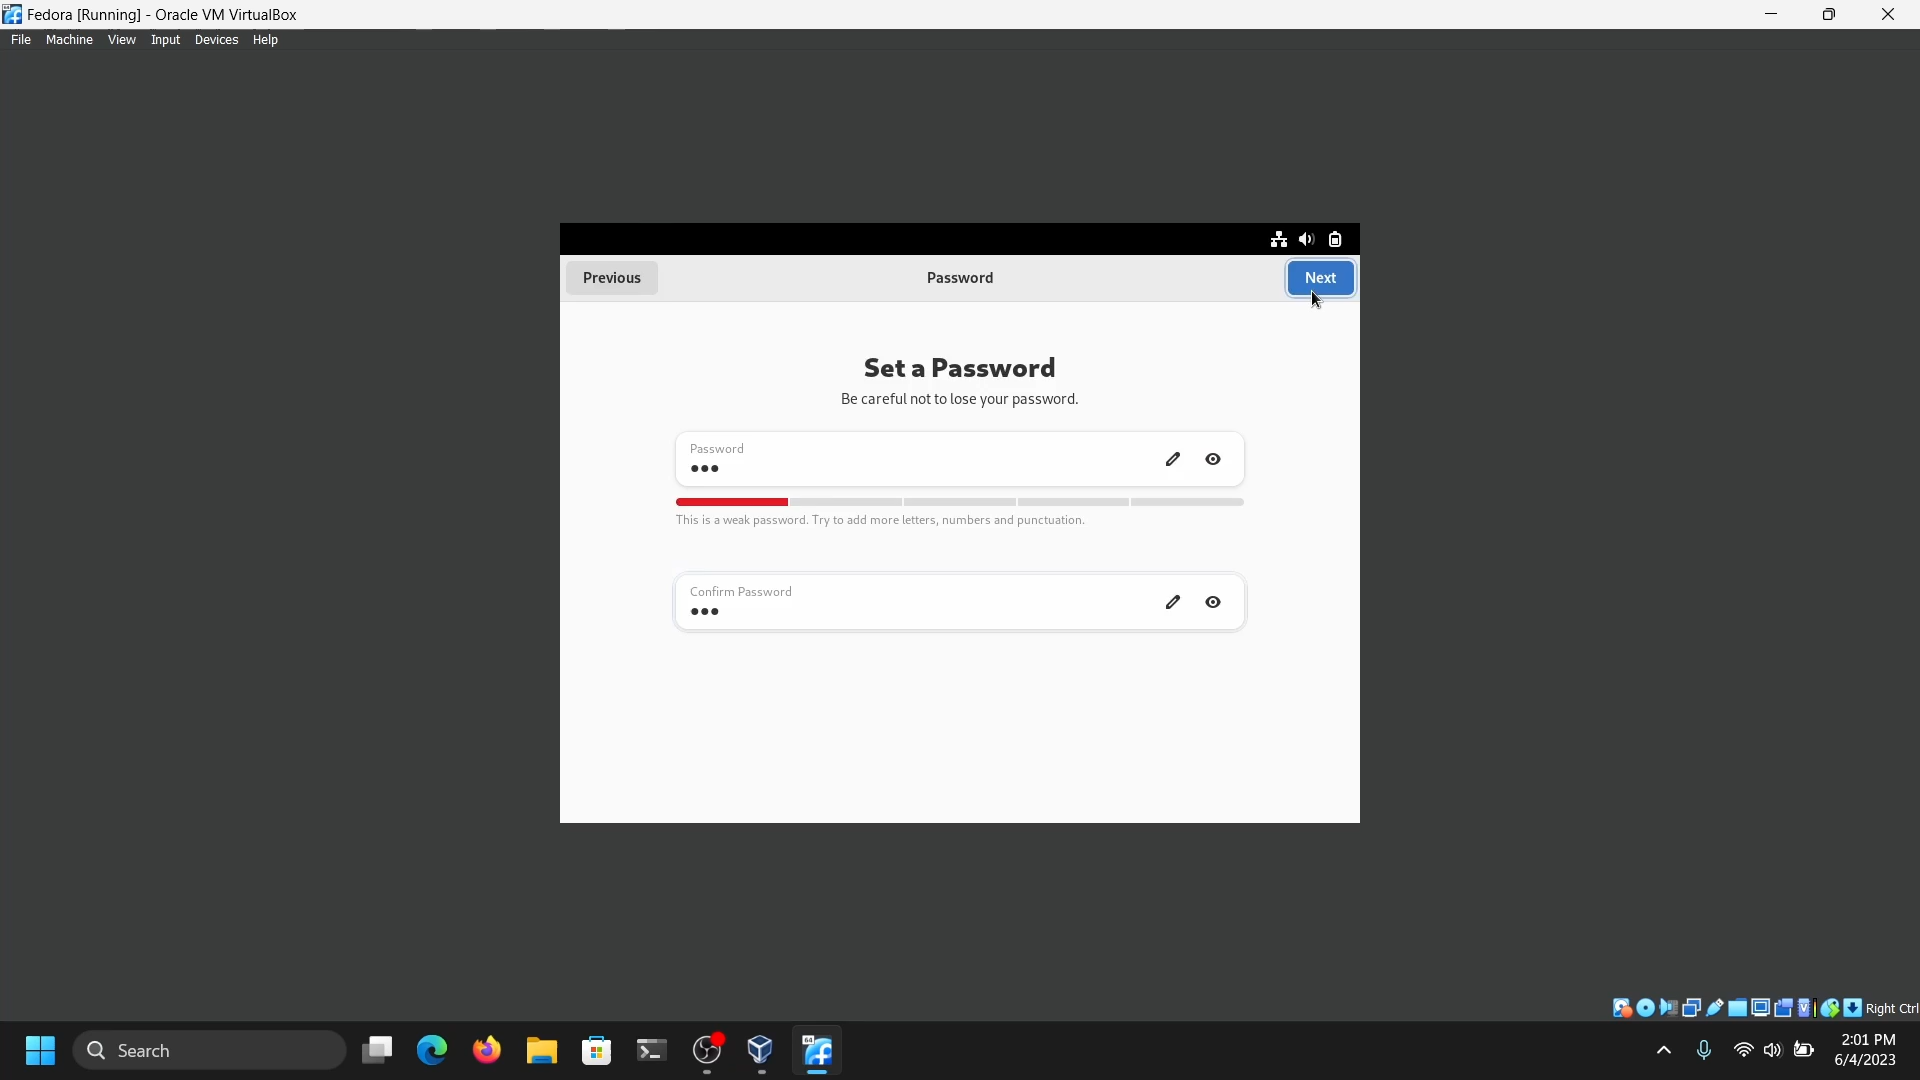 Fedora [Running] - Oracle VM VirtualBox
File Machine View Input Devices Help
Previous
Password
Next
Set a Password
Be careful not to lose your password.
Password
●●●
This is a weak password. Try to add more letters, numbers and punctuation.
Confirm Password
●●●
Right Ctrl
Search
64
2:01 PM
6/4/2023